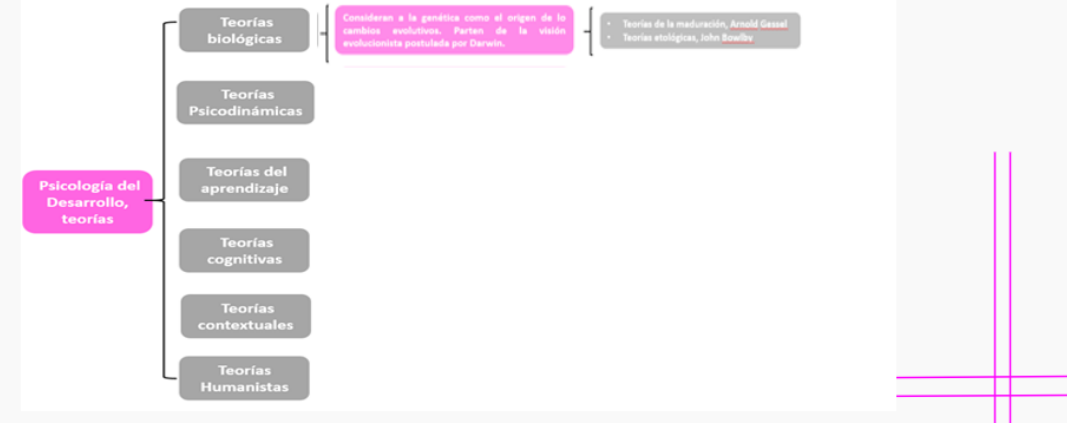 Teorías
biológicas
Consideran a la genética como el origen de lo
cambios evolutivos. Parten de la visión
evolucionista postulada por Darwin.
• Teorías de la maduración, Arnold Gessel
• Teorías etológicas, John Bowlby
Teorías
Psicodinámicas
Teorías del
aprendizaje
Psicología del
Desarrollo,
teorías
Teorías
cognitivas
Teorías
contextuales
Teorías
Humanistas